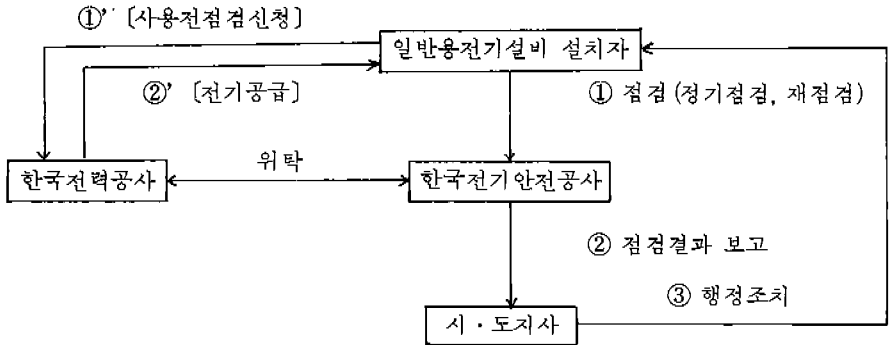 ①' 〔사용전점검신청〕
일반용전기설비 설치자
②' 〔전기공급〕
① 점검 (정기점검, 재점검)
한국전력공사
위탁
한국전기안전공사
② 점검결과 보고
③ 행정조치
시·도지사